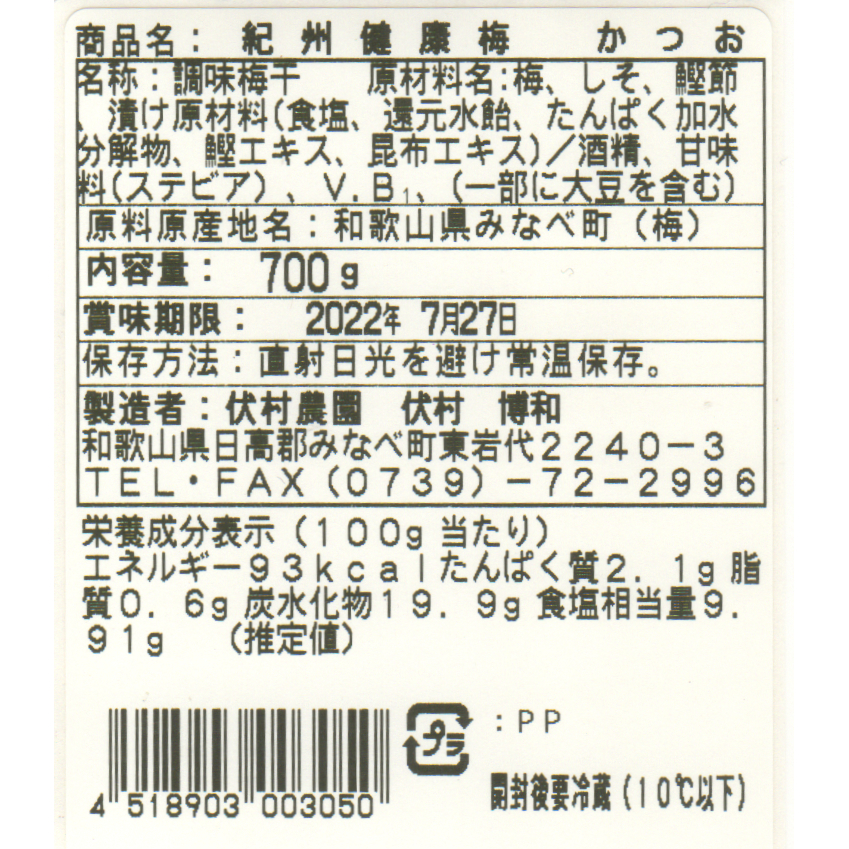 商品名： 紀州健康梅 かつお
名称：調味梅干 原材料名:梅、しそ、鰹節
、漬け原材料(食塩、還元水飴、たんぱく加水
分解物、鰹エキス、昆布エキス)／酒精、甘味
料(ステビア)、V.B₁、(一部に大豆を含む)
原料原産地名：和歌山県みなべ町（梅）
内容量： 700g
賞味期限： 2022年 7月27日
保存方法：直射日光を避け常温保存。
製造者：伏村農園 伏村 博和
和歌山県日高郡みなべ町東岩代２２４０－３
ＴＥＬ・ＦＡＸ（０７３９）－７２－２９９６
栄養成分表示（１００g 当たり）
エネルギー９３ｋｃａｌたんぱく質２．１g 脂
質０．６g 炭水化物１９．９g 食塩相当量９．
９１g （推定値）
プラ ：ＰＰ
開封後要冷蔵（１０℃以下）
4 518903 003050